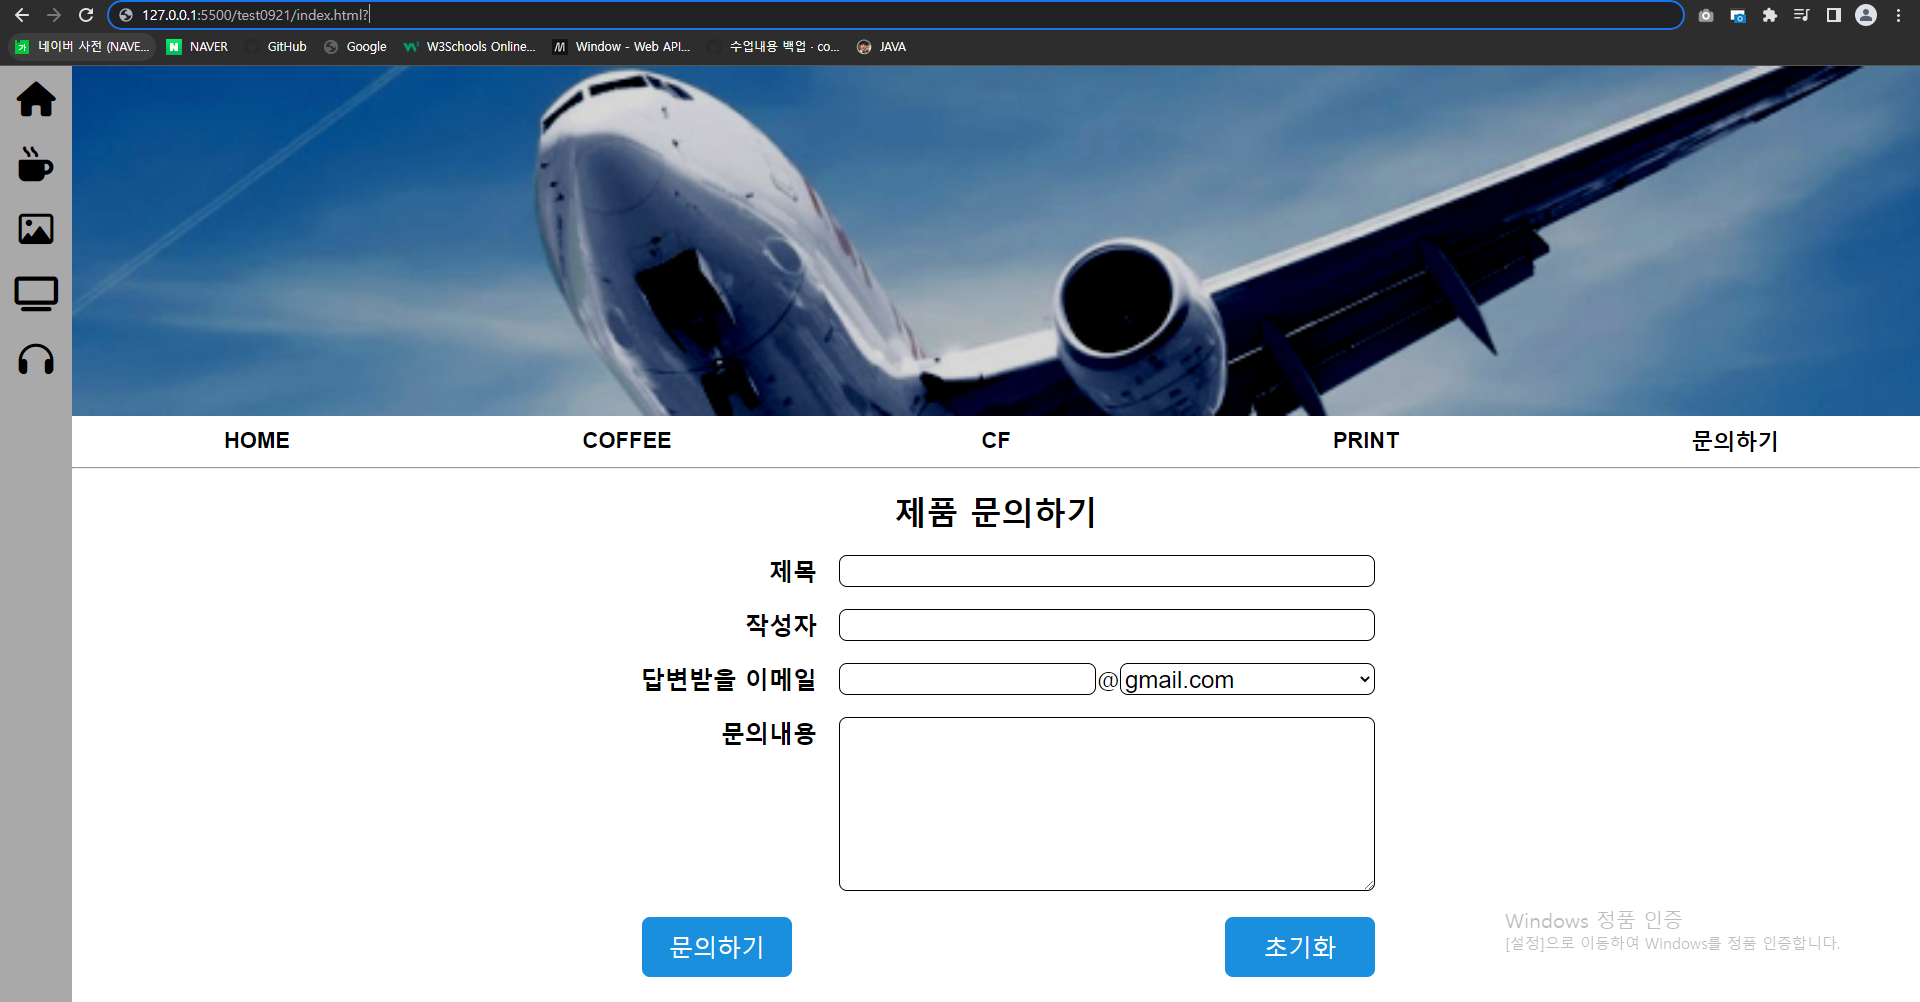 127.0.0.1:5500/test0921/index.html?
네이버 사전 (NAVE... NAVER GitHub Google W3Schools Online... Window - Web API... 수업내용 백업 · co... JAVA
HOME COFFEE CF PRINT 문의하기
제품 문의하기
제목
작성자
답변받을 이메일 @ gmail.com
문의내용
문의하기 초기화
Windows 정품 인증
[설정]으로 이동하여 Windows를 정품 인증합니다.